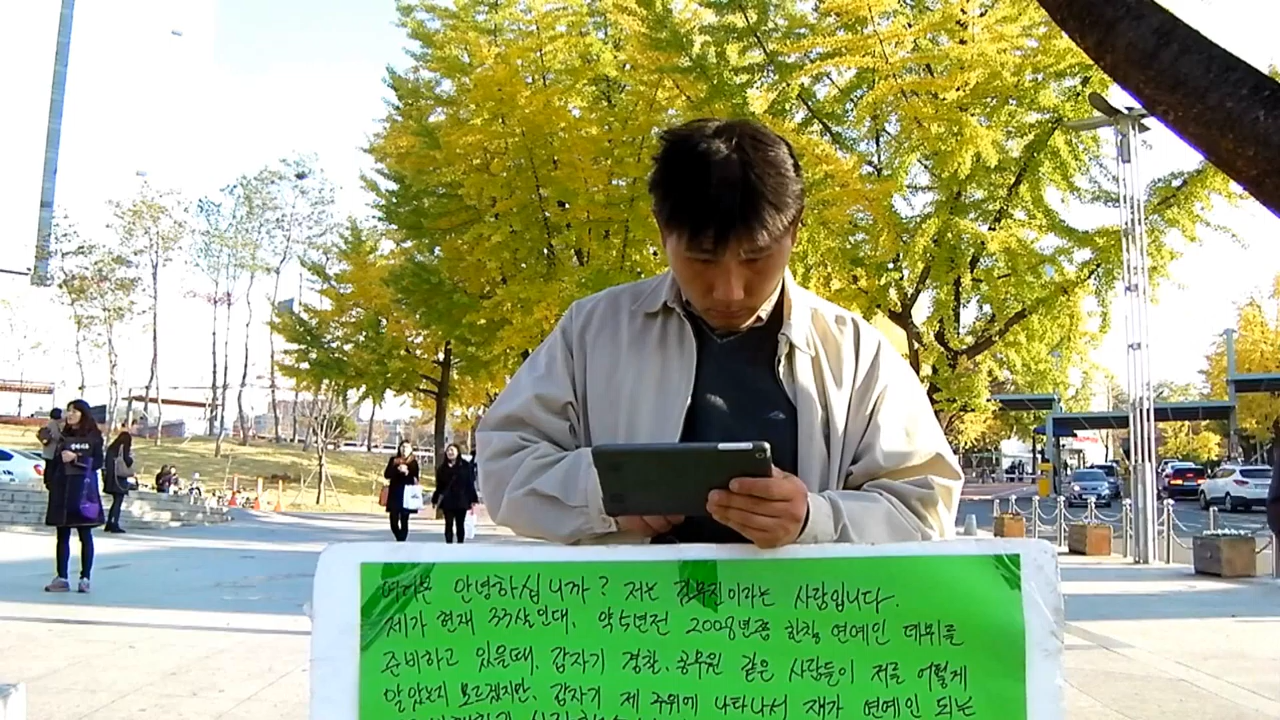 여러분 안녕하십니까? 저는 김무진이라는 사람입니다.
제가 현재 33살인데, 약 5년전 2008년쯤 한창 연예인 데뷔를
준비하고 있을때, 갑자기 경찰, 공무원 같은 사람들이 저를 어떻게
알았는지 모르겠지만, 갑자기 제 주위에 나타나서 제가 연예인 되는